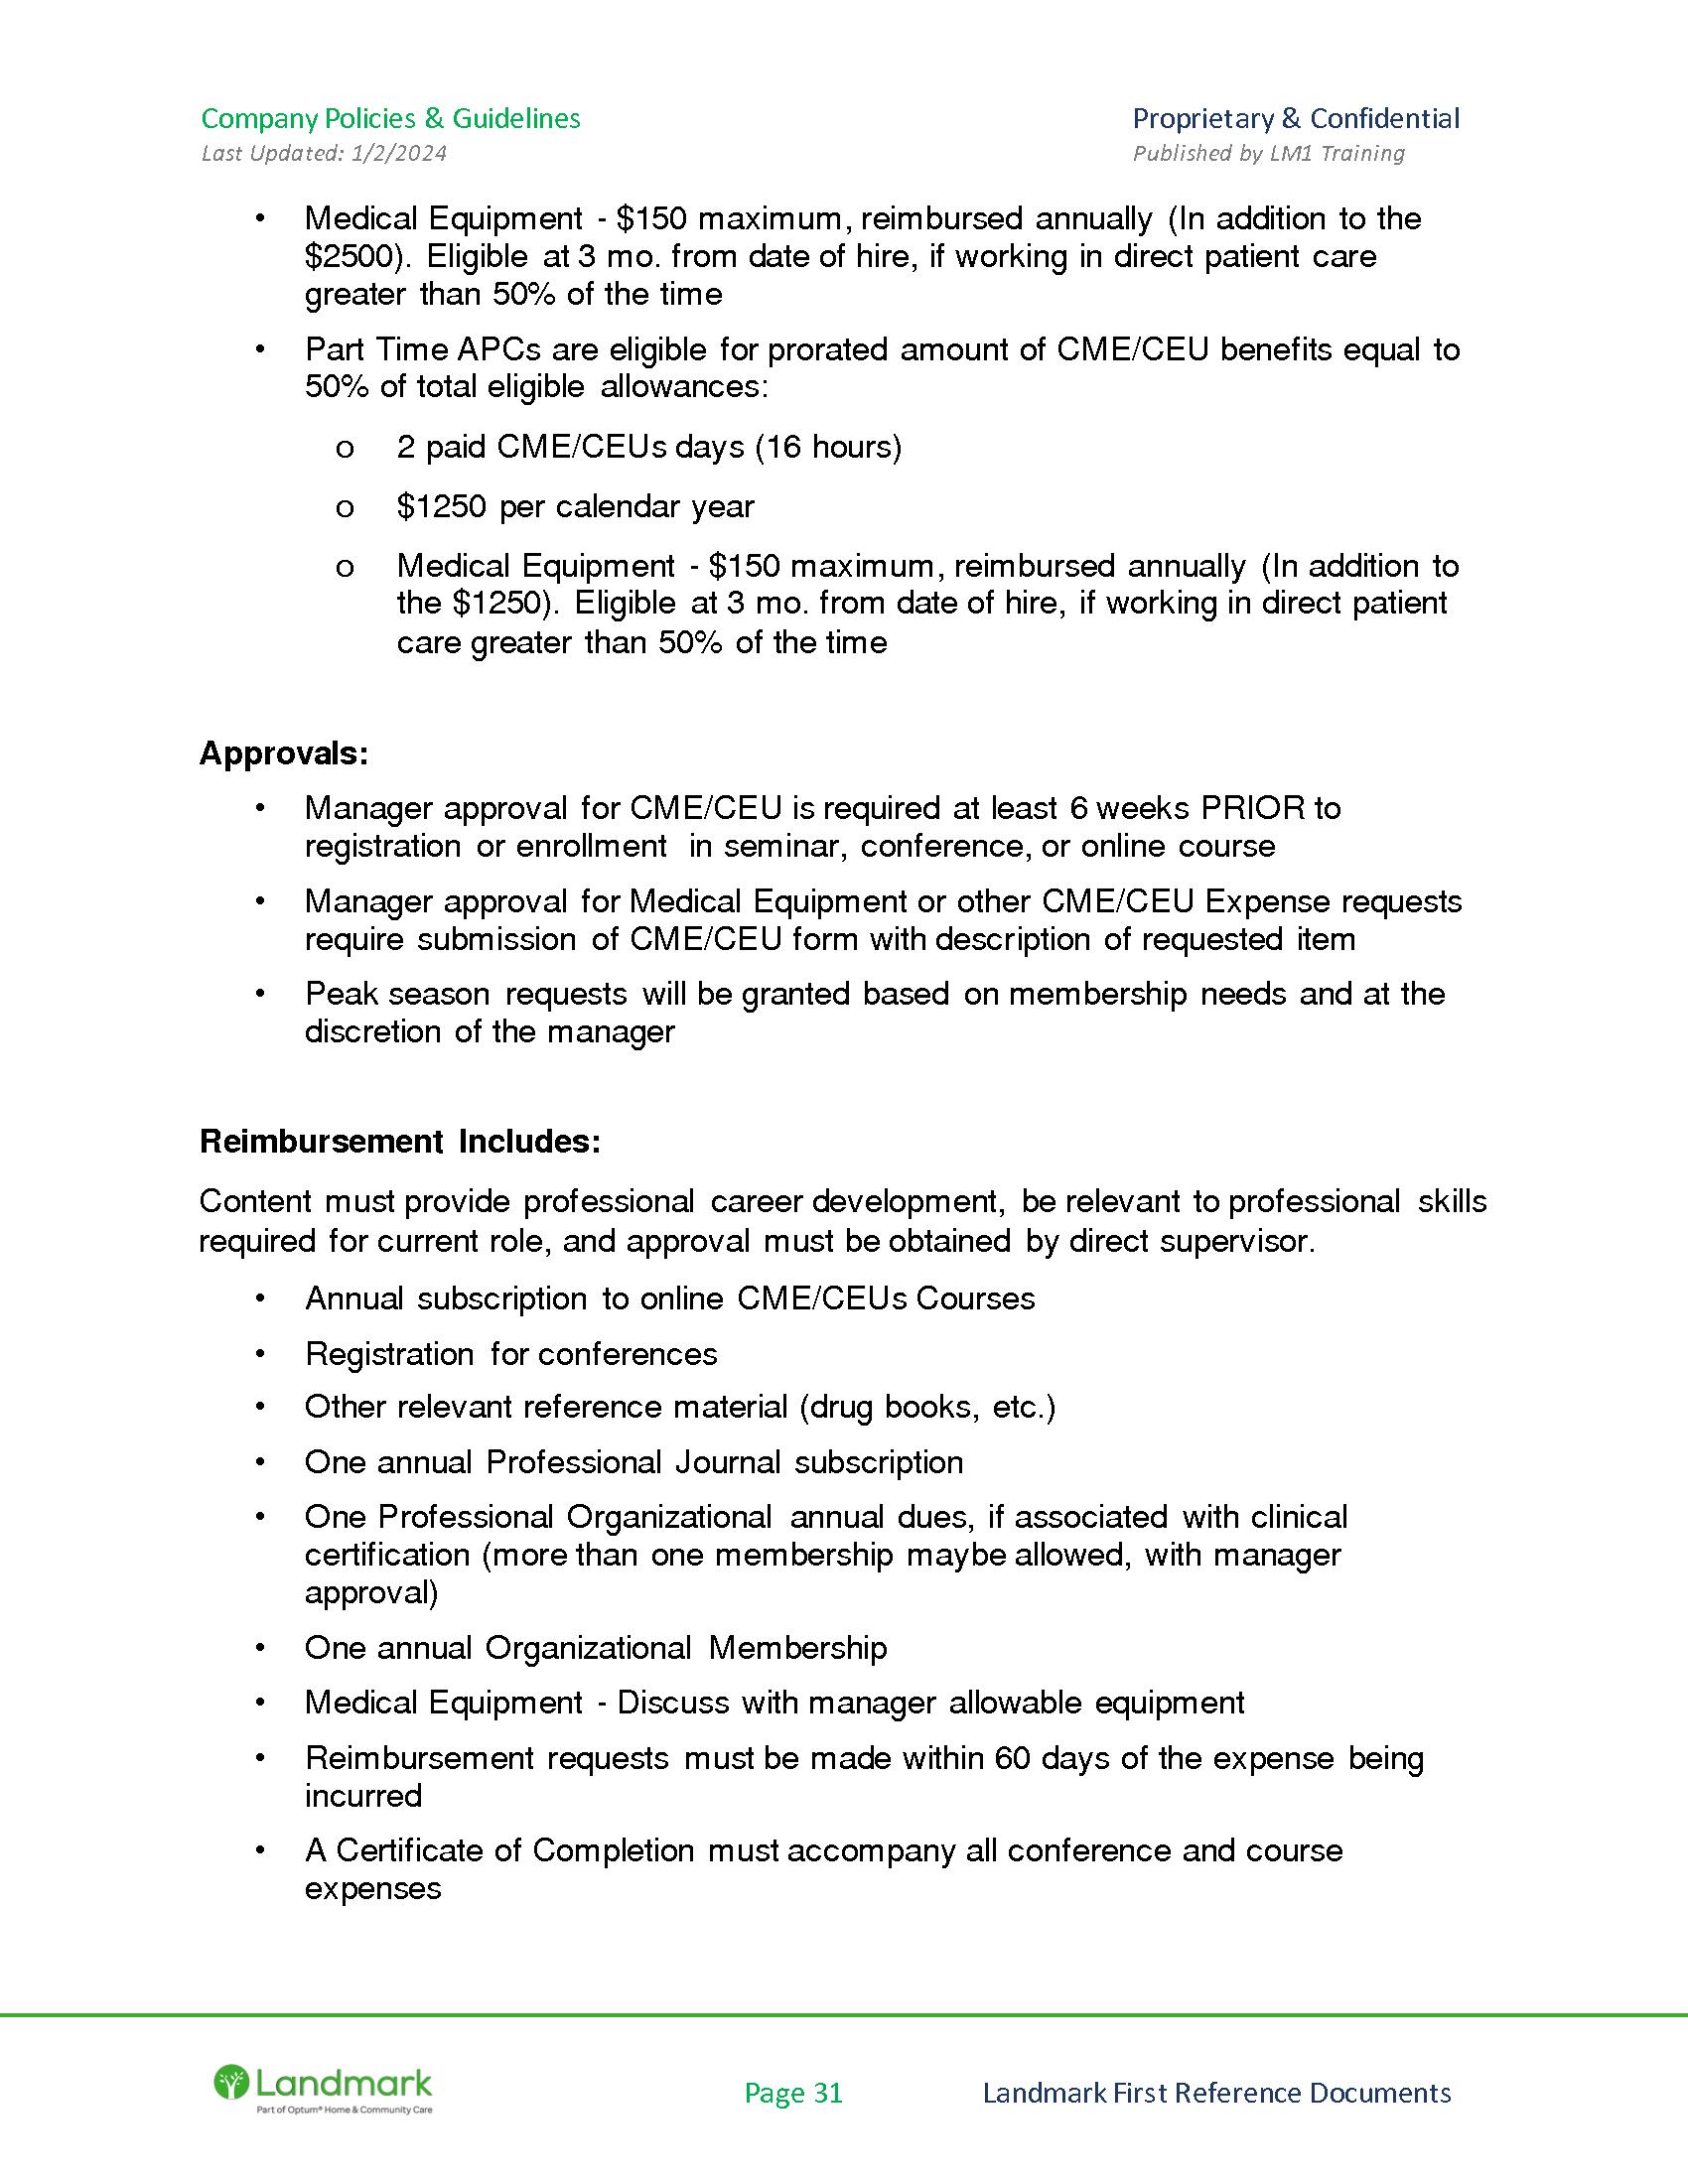 Company Policies & Guidelines
Proprietary & Confidential
Last Updated: 1/2/2024
Published by LM1 Training
• Medical Equipment - $150 maximum, reimbursed annually (In addition to the
$2500). Eligible at 3 mo. from date of hire, if working in direct patient care
greater than 50% of the time
• Part Time APCs are eligible for prorated amount of CME/CEU benefits equal to
50% of total eligible allowances:
o 2 paid CME/CEUs days (16 hours)
o $1250 per calendar year
o Medical Equipment - $150 maximum, reimbursed annually (In addition to
the $1250). Eligible at 3 mo. from date of hire, if working in direct patient
care greater than 50% of the time
Approvals:
• Manager approval for CME/CEU is required at least 6 weeks PRIOR to
registration or enrollment in seminar, conference, or online course
• Manager approval for Medical Equipment or other CME/CEU Expense requests
require submission of CME/CEU form with description of requested item
• Peak season requests will be granted based on membership needs and at the
discretion of the manager
Reimbursement Includes:
Content must provide professional career development, be relevant to professional skills
required for current role, and approval must be obtained by direct supervisor.
• Annual subscription to online CME/CEUs Courses
• Registration for conferences
• Other relevant reference material (drug books, etc.)
• One annual Professional Journal subscription
• One Professional Organizational annual dues, if associated with clinical
certification (more than one membership maybe allowed, with manager
approval)
• One annual Organizational Membership
• Medical Equipment - Discuss with manager allowable equipment
• Reimbursement requests must be made within 60 days of the expense being
incurred
• A Certificate of Completion must accompany all conference and course
expenses
Landmark
Part of Optum® Home & Community Care
Page 31
Landmark First Reference Documents